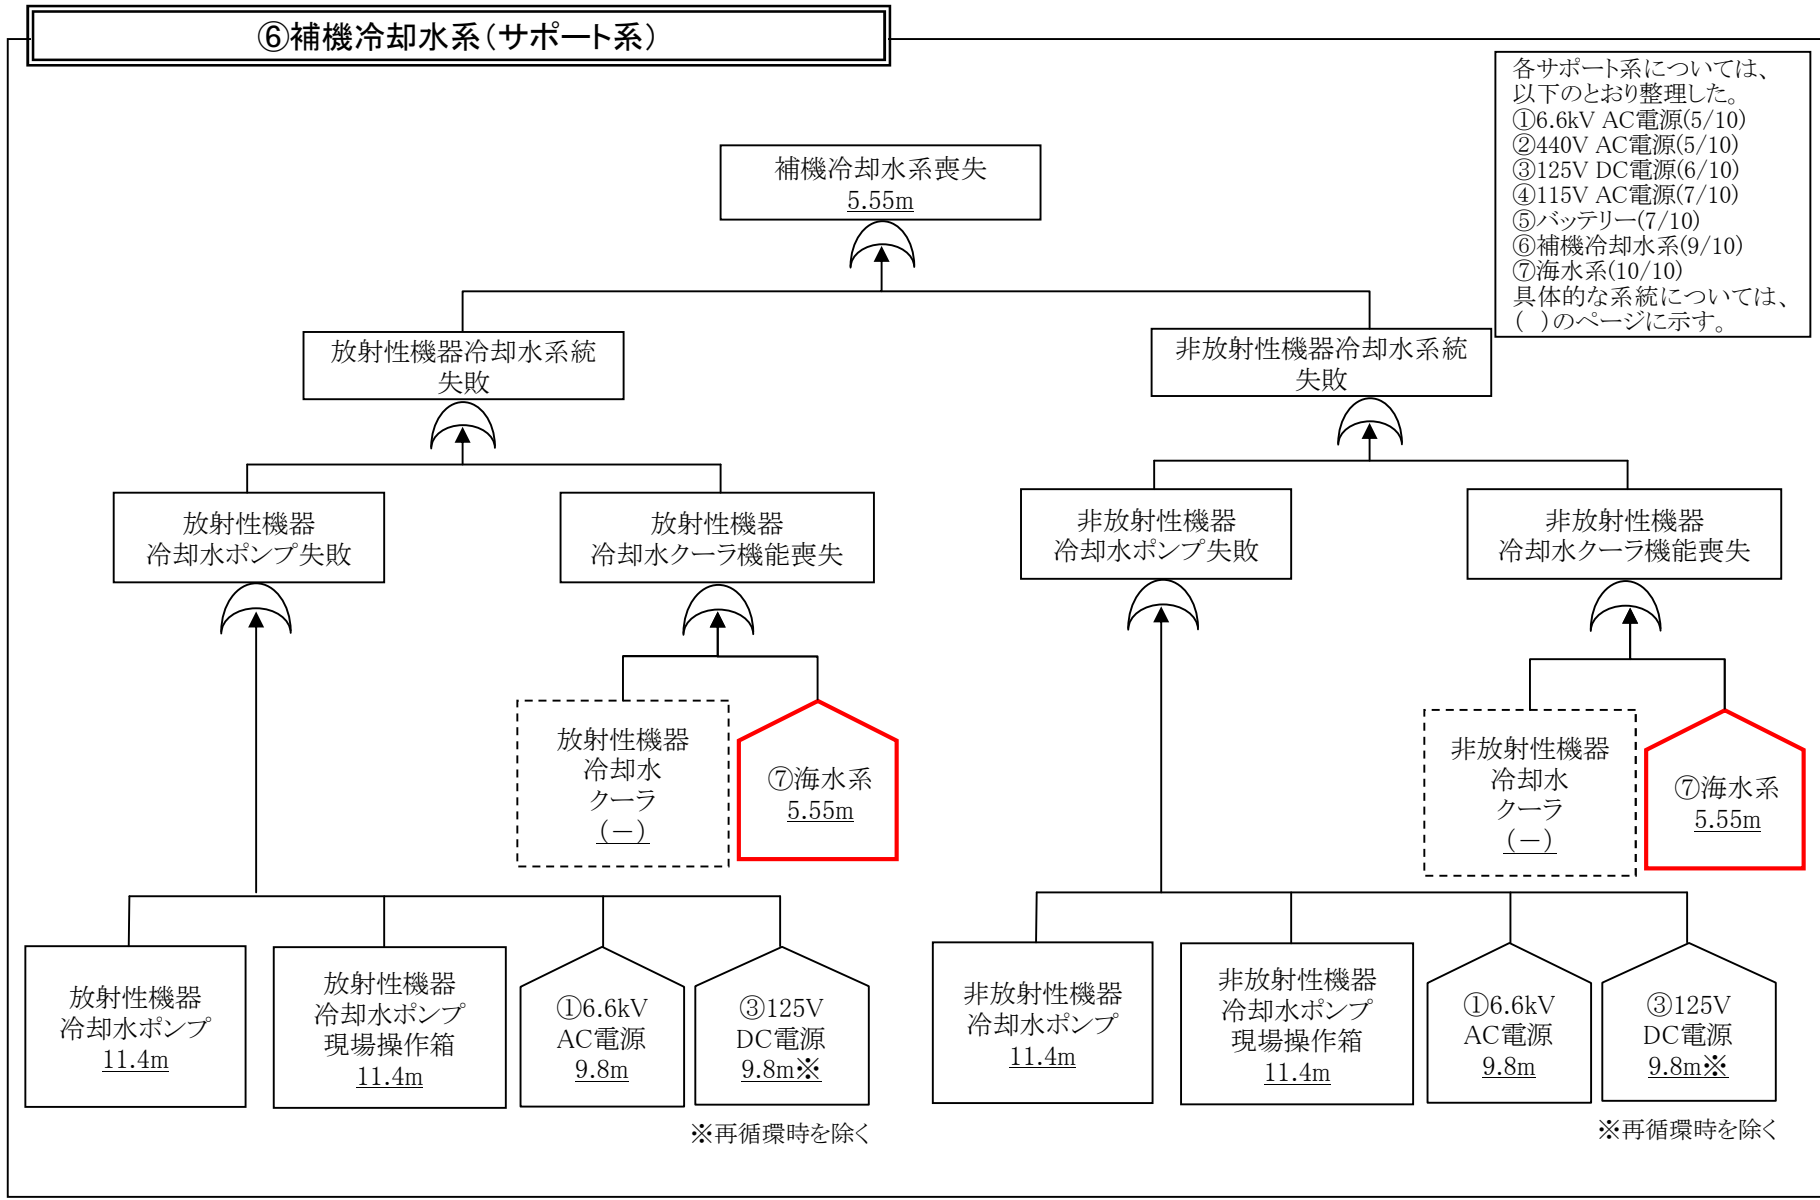 ⑥補機冷却水系(サポート系)
各サポート系については、
以下のとおり整理した。
①6.6kV AC電源(5/10)
②440V AC電源(5/10)
③125V DC電源(6/10)
④115V AC電源(7/10)
⑤バッテリー(7/10)
⑥補機冷却水系(9/10)
⑦海水系(10/10)
具体的な系統については、
( )のページに示す。
補機冷却水系喪失
5.55m
放射性機器冷却水系統
失敗
非放射性機器冷却水系統
失敗
放射性機器
冷却水ポンプ失敗
放射性機器
冷却水クーラ機能喪失
非放射性機器
冷却水ポンプ失敗
非放射性機器
冷却水クーラ機能喪失
放射性機器
冷却水
クーラ
(-)
⑦海水系
5.55m
非放射性機器
冷却水
クーラ
(-)
⑦海水系
5.55m
放射性機器
冷却水ポンプ
11.4m
放射性機器
冷却水ポンプ
現場操作箱
11.4m
①6.6kV
AC電源
9.8m
③125V
DC電源
9.8m※
※再循環時を除く
非放射性機器
冷却水ポンプ
11.4m
非放射性機器
冷却水ポンプ
現場操作箱
11.4m
①6.6kV
AC電源
9.8m
③125V
DC電源
9.8m※
※再循環時を除く